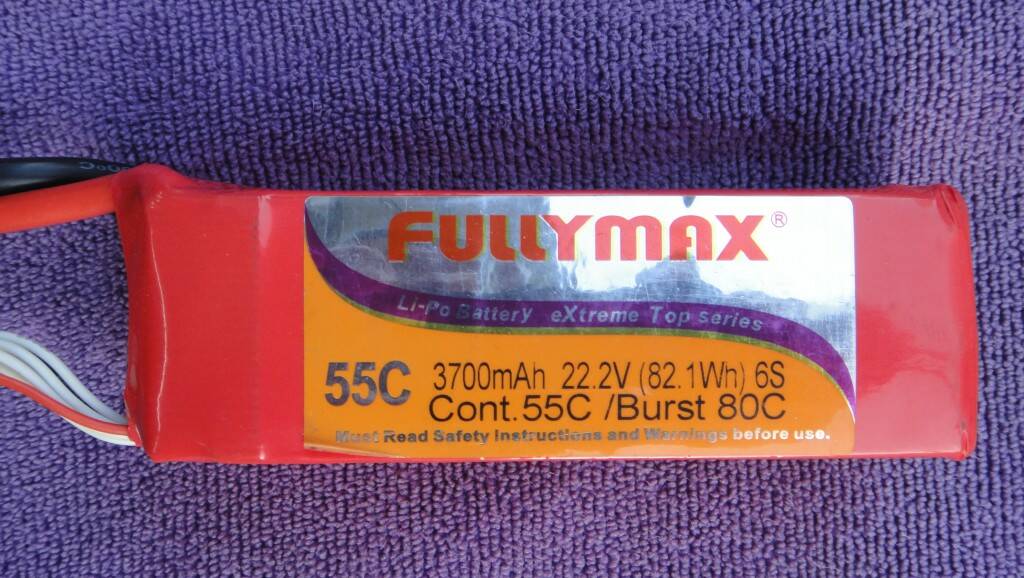 FULLYMAX®
Li-Po Battery eXtreme Top series
55C 3700mAh 22.2V (82.1Wh) 6S
Cont.55C /Burst 80C
Must Read Safety Instructions and Warnings before use.